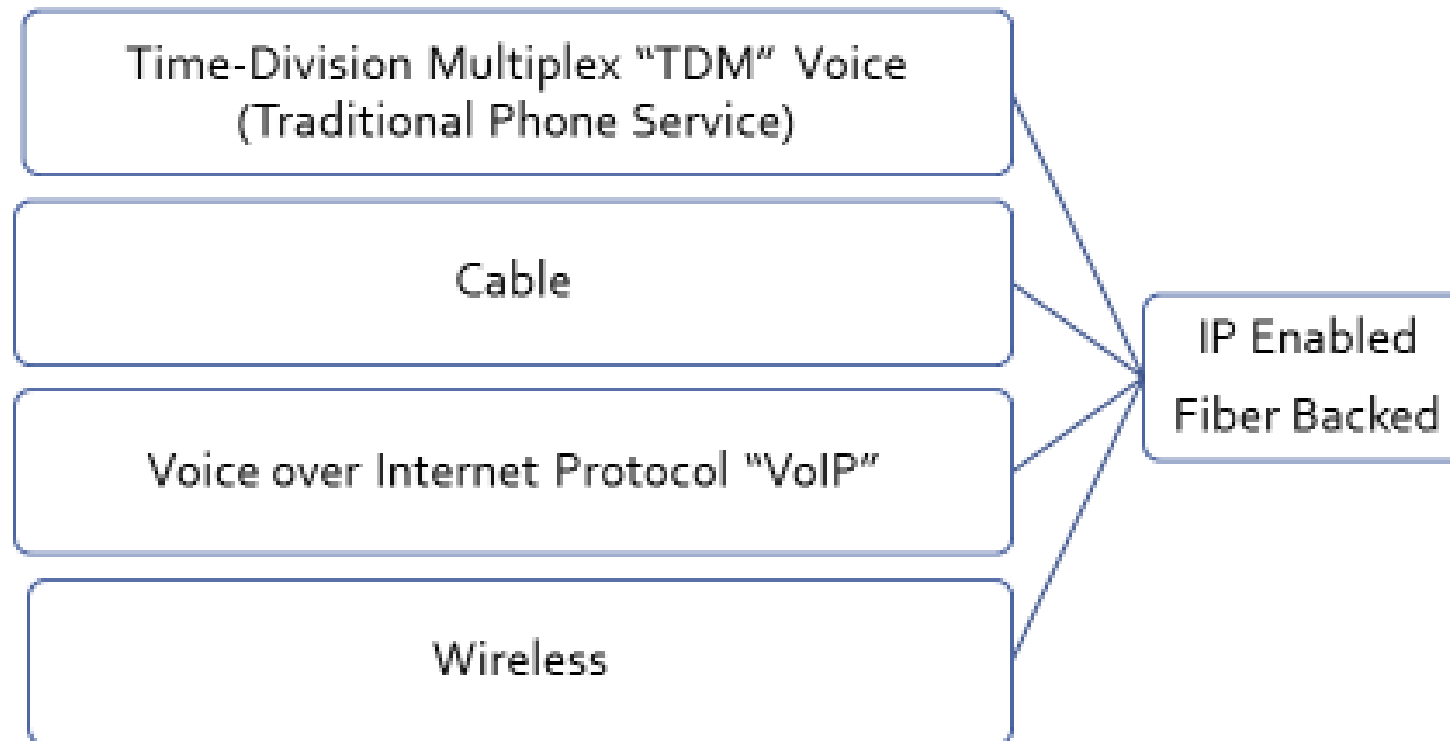 Time-Division Multiplex “TDM” Voice
(Traditional Phone Service)
Cable
Voice over Internet Protocol “VoIP”
Wireless
IP Enabled
Fiber Backed